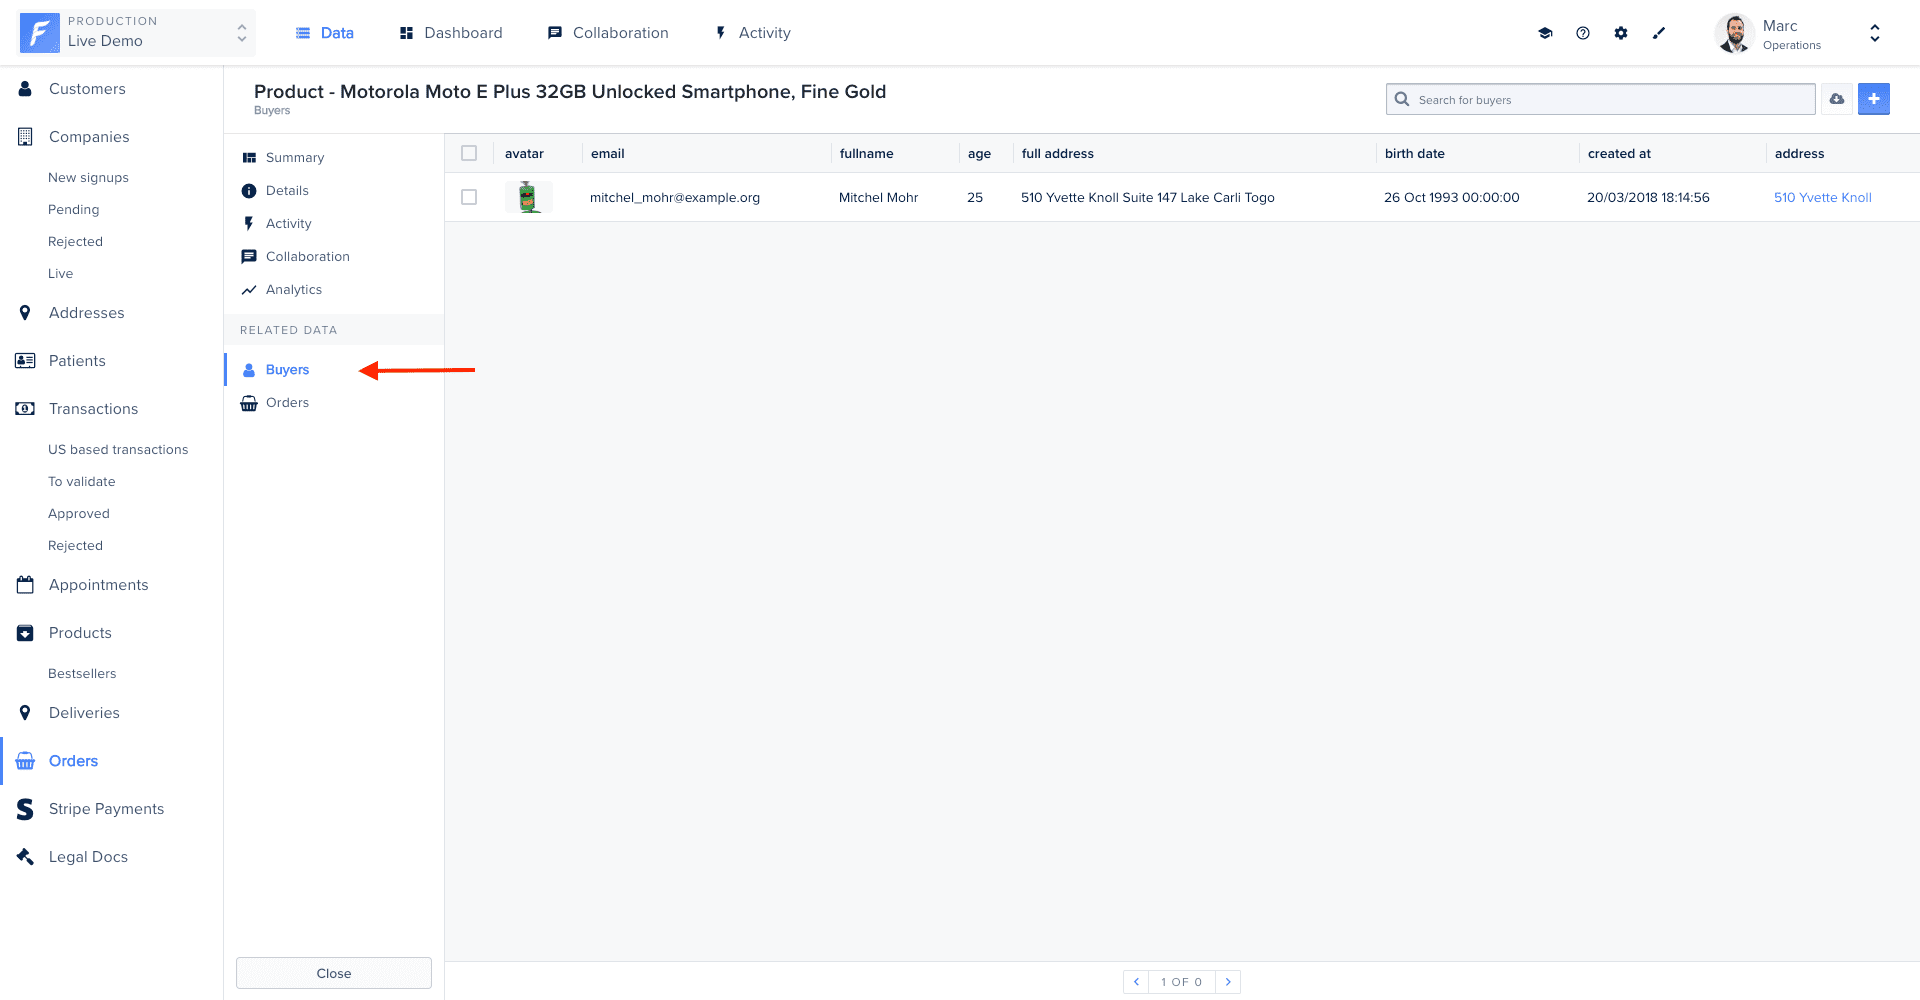 PRODUCTION
Live Demo
Data
Dashboard
Collaboration
Activity
Marc
Operations
Customers
Companies
New signups
Pending
Rejected
Live
Addresses
Patients
Transactions
US based transactions
To validate
Approved
Rejected
Appointments
Products
Bestsellers
Deliveries
Orders
Stripe Payments
Legal Docs
Product - Motorola Moto E Plus 32GB Unlocked Smartphone, Fine Gold
Buyers
Search for buyers
Summary
Details
Activity
Collaboration
Analytics
RELATED DATA
Buyers
Orders
Close
avatar email fullname age full address birth date created at address
mitchel_mohr@example.org Mitchel Mohr 25 510 Yvette Knoll Suite 147 Lake Carli Togo 26 Oct 1993 00:00:00 20/03/2018 18:14:56 510 Yvette Knoll
1 OF 0